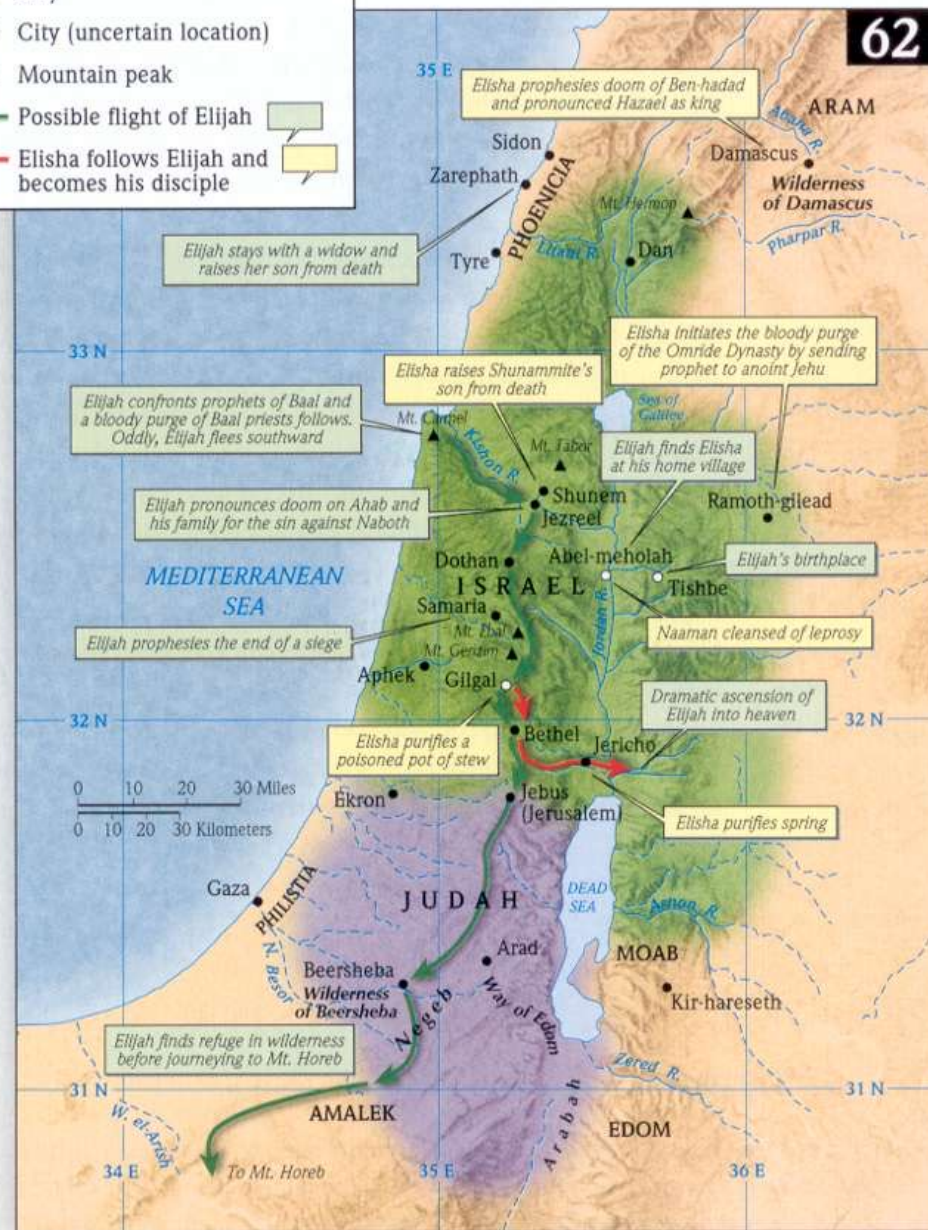 City (uncertain location)
Mountain peak
Possible flight of Elijah
Elisha follows Elijah and
becomes his disciple
62
35 E
Elisha prophesies doom of Ben-hadad
and pronounced Hazael as king
ARAM
Abana R.
Sidon
Damascus
Zarephath
Wilderness
of Damascus
PHOENICIA
Mt. Hermon
Pharpar R.
Elijah stays with a widow and
raises her son from death
Litani R.
Dan
Tyre
33 N
Elisha initiates the bloody purge
of the Omride Dynasty by sending
prophet to anoint Jehu
Elisha raises Shunammite's
son from death
Elijah confronts prophets of Baal and
a bloody purge of Baal priests follows.
Oddly, Elijah flees southward
Mt. Carmel
Sea of
Galilee
Kishon R.
Mt. Tabor
Elijah finds Elisha
at his home village
Elijah pronounces doom on Ahab and
his family for the sin against Naboth
Shunem
Jezreel
Ramoth-gilead
Dothan
Abel-meholah
Elijah's birthplace
MEDITERRANEAN
SEA
ISRAEL
Tishbe
Samaria
Jordan R.
Elijah prophesies the end of a siege
Mt. Ebal
Mt. Gerizim
Naaman cleansed of leprosy
Aphek
Gilgal
Dramatic ascension of
Elijah into heaven
32 N
32 N
Elisha purifies a
poisoned pot of stew
Bethel
Jericho
0 10 20 30 Kilometers
0 30 Miles
Ekron
Jebus
(Jerusalem)
Elisha purifies spring
Gaza
PHILISTIA
JUDAH
DEAD
SEA
Arnon R.
N. Besor
Arad
MOAB
Beersheba
Wilderness
of Beersheba
Negeb
Way of Edom
Kir-hareseth
Elijah finds refuge in wilderness
before journeying to Mt. Horeb
Zered R.
31 N
31 N
AMALEK
W. el-Arish
Arabah
EDOM
34 E
To Mt. Horeb
35 E
36 E